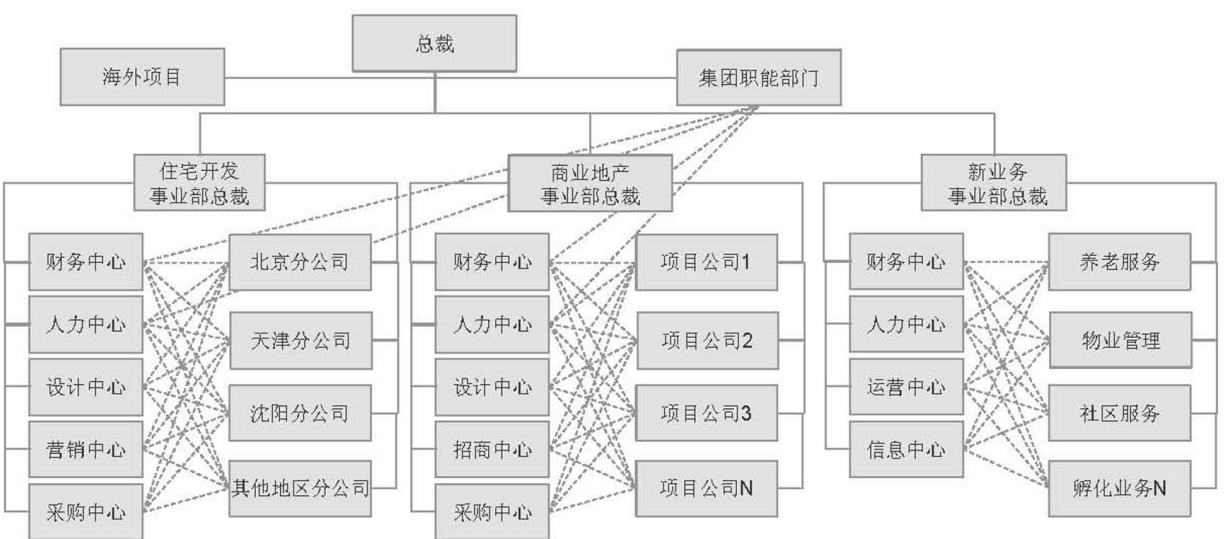 总裁
海外项目
集团职能部门
住宅开发
事业部总裁
商业地产
事业部总裁
新业务
事业部总裁
财务中心
人力中心
设计中心
营销中心
采购中心
北京分公司
天津分公司
沈阳分公司
其他地区分公司
财务中心
人力中心
设计中心
招商中心
采购中心
项目公司1
项目公司2
项目公司3
项目公司N
财务中心
人力中心
运营中心
信息中心
养老服务
物业管理
社区服务
孵化业务N